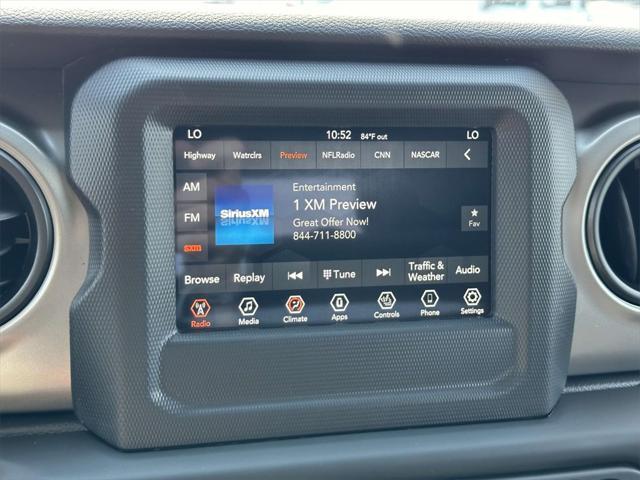 LO 10:52 84°F out LO
Highway Watrclrs Preview NFLRadio CNN NASCAR
AM
FM
sxm
SiriusXM
Entertainment
1 XM Preview
Great Offer Now!
844-711-8800
Fav
Browse Replay Tune Traffic & Weather Audio
Radio Media Climate Apps Controls Phone Settings